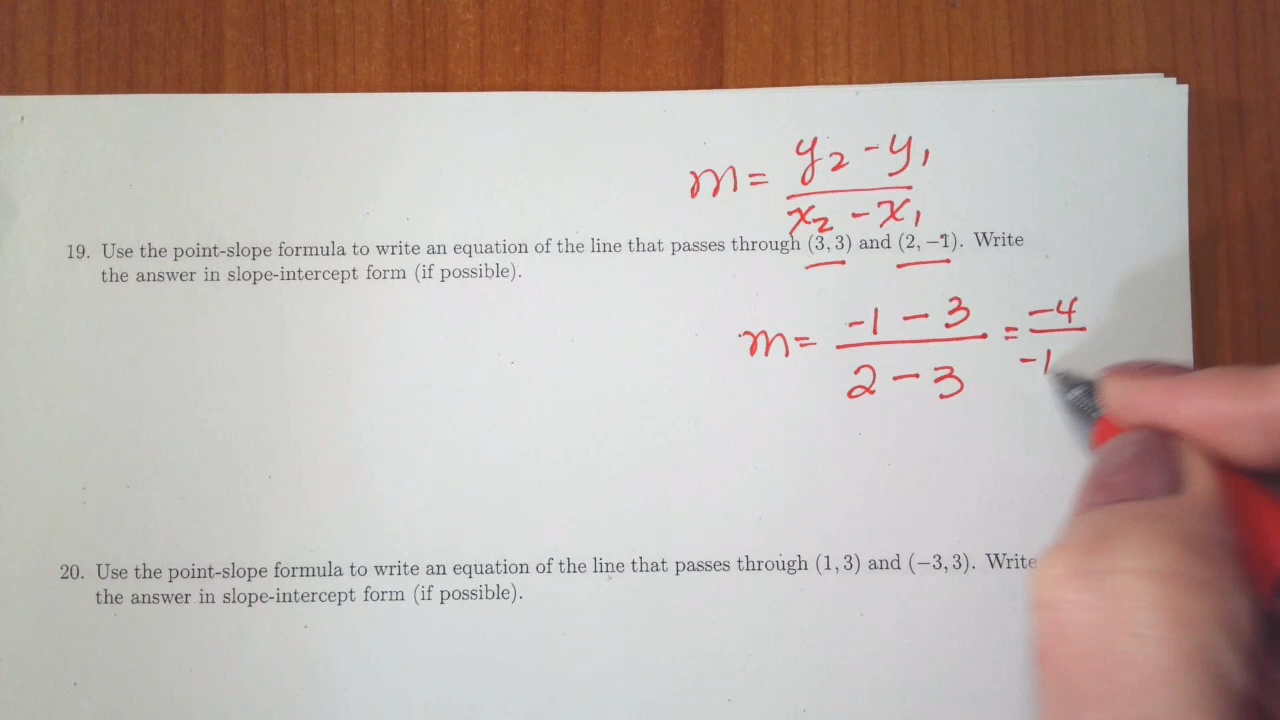 m = y₂ - y₁ / x₂ - x₁
19. Use the point-slope formula to write an equation of the line that passes through (3, 3) and (2, −1). Write
the answer in slope-intercept form (if possible).
m = -1 - 3 / 2 - 3 = -4 / -1
20. Use the point-slope formula to write an equation of the line that passes through (1, 3) and (−3, 3). Write
the answer in slope-intercept form (if possible).